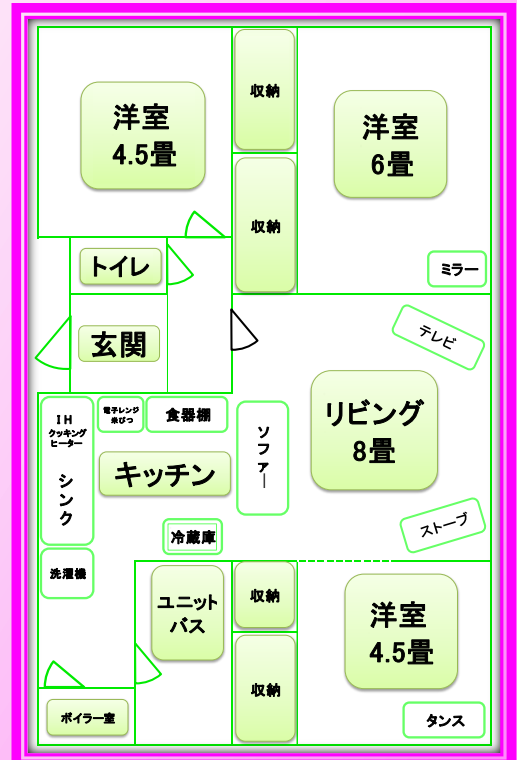 洋室
4.5畳
収納
洋室
6畳
収納
トイレ
ミラー
玄関
テレビ
IH
クッキング
ヒーター
シンク
電子レンジ
米びつ
食器棚
ソファー
リビング
8畳
キッチン
ストーブ
冷蔵庫
洗濯機
ユニット
バス
収納
洋室
4.5畳
収納
ボイラー室
タンス